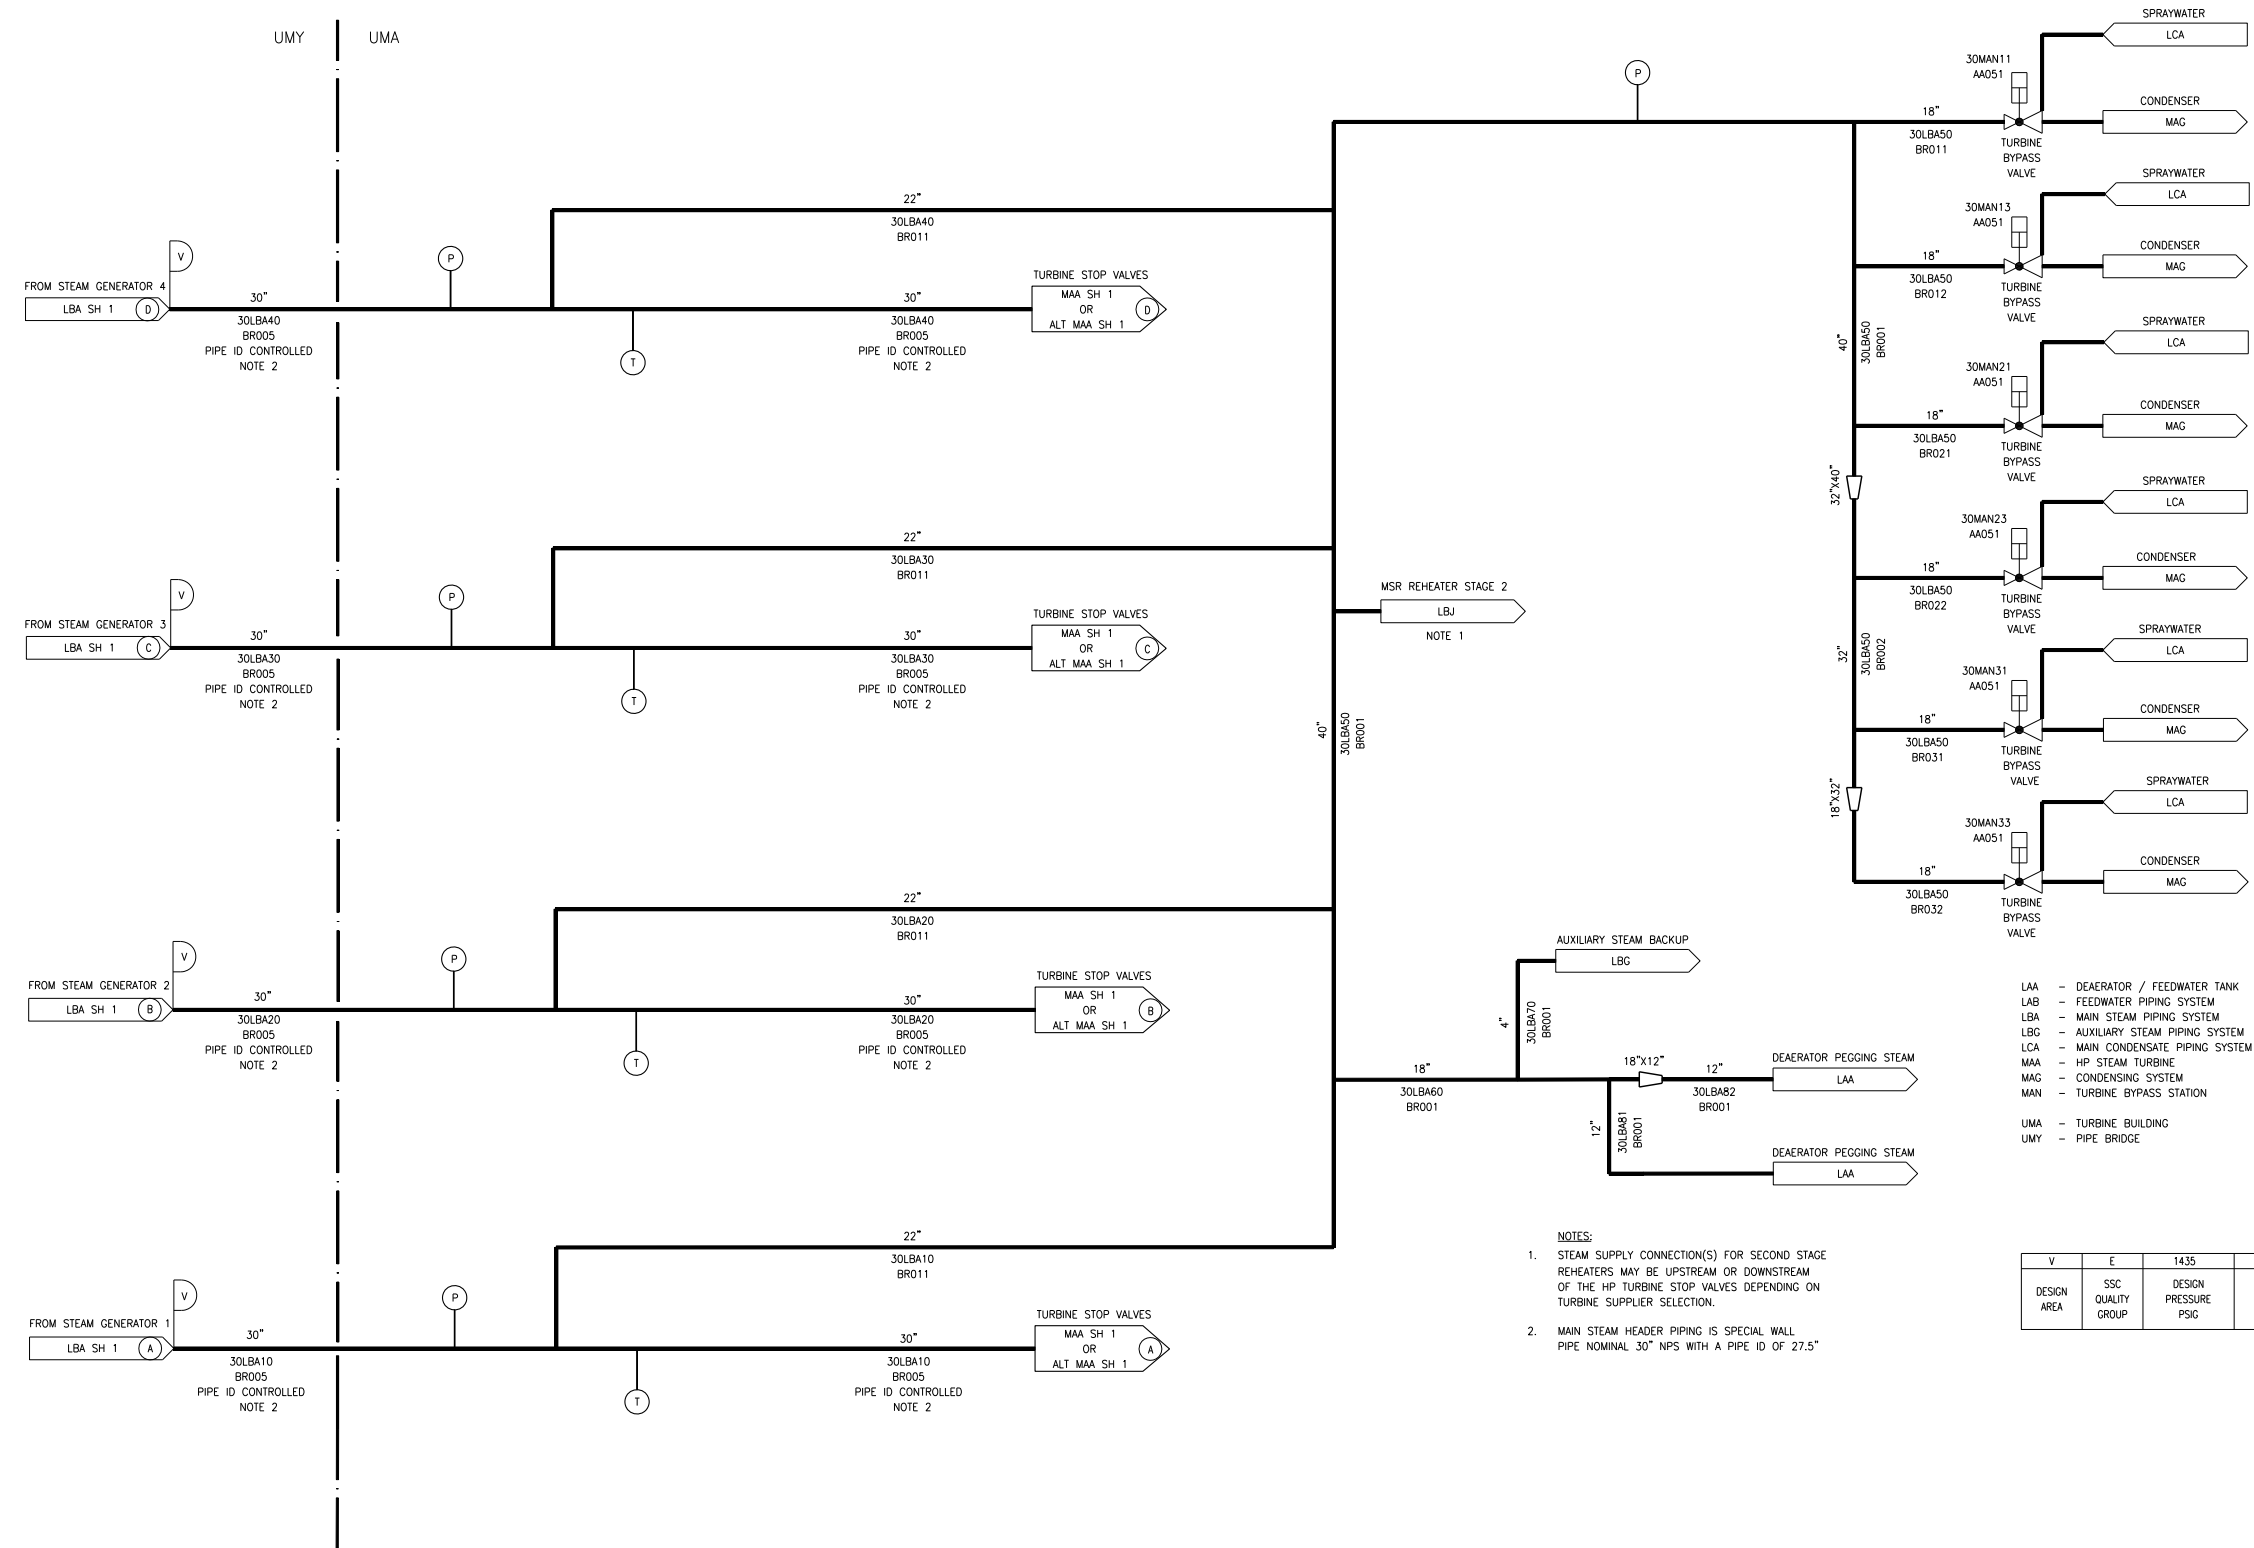 UMY
UMA
FROM STEAM GENERATOR 4
LBA SH 1
D
V
30"
30LBA40
BR005
PIPE ID CONTROLLED
NOTE 2
P
T
22"
30LBA40
BR011
30"
30LBA40
BR005
PIPE ID CONTROLLED
NOTE 2
TURBINE STOP VALVES
MAA SH 1
OR
ALT MAA SH 1
D
FROM STEAM GENERATOR 3
LBA SH 1
C
V
30"
30LBA30
BR005
PIPE ID CONTROLLED
NOTE 2
P
T
22"
30LBA30
BR011
30"
30LBA30
BR005
PIPE ID CONTROLLED
NOTE 2
TURBINE STOP VALVES
MAA SH 1
OR
ALT MAA SH 1
C
FROM STEAM GENERATOR 2
LBA SH 1
B
V
30"
30LBA20
BR005
PIPE ID CONTROLLED
NOTE 2
P
T
22"
30LBA20
BR011
30"
30LBA20
BR005
PIPE ID CONTROLLED
NOTE 2
TURBINE STOP VALVES
MAA SH 1
OR
ALT MAA SH 1
B
FROM STEAM GENERATOR 1
LBA SH 1
A
V
30"
30LBA10
BR005
PIPE ID CONTROLLED
NOTE 2
P
T
22"
30LBA10
BR011
30"
30LBA10
BR005
PIPE ID CONTROLLED
NOTE 2
TURBINE STOP VALVES
MAA SH 1
OR
ALT MAA SH 1
A
P
MSR REHEATER STAGE 2
LBJ
NOTE 1
40"
30LBA50
BR001
18"
30LBA60
BR001
AUXILIARY STEAM BACKUP
LBG
4"
30LBA70
BR001
18"X12"
12"
30LBA82
BR001
DEAERATOR PEGGING STEAM
LAA
12"
30LBA81
BR001
DEAERATOR PEGGING STEAM
LAA
40"
30LBA50
BR001
32"X40"
32"
30LBA50
BR002
18"X32"
SPRAYWATER
LCA
30MAN11
AA051
18"
30LBA50
BR011
TURBINE
BYPASS
VALVE
CONDENSER
MAG
SPRAYWATER
LCA
30MAN13
AA051
18"
30LBA50
BR012
TURBINE
BYPASS
VALVE
CONDENSER
MAG
SPRAYWATER
LCA
30MAN21
AA051
18"
30LBA50
BR021
TURBINE
BYPASS
VALVE
CONDENSER
MAG
SPRAYWATER
LCA
30MAN23
AA051
18"
30LBA50
BR022
TURBINE
BYPASS
VALVE
CONDENSER
MAG
SPRAYWATER
LCA
30MAN31
AA051
18"
30LBA50
BR031
TURBINE
BYPASS
VALVE
CONDENSER
MAG
SPRAYWATER
LCA
30MAN33
AA051
18"
30LBA50
BR032
TURBINE
BYPASS
VALVE
CONDENSER
MAG
LAA – DEAERATOR / FEEDWATER TANK
LAB – FEEDWATER PIPING SYSTEM
LBA – MAIN STEAM PIPING SYSTEM
LBG – AUXILIARY STEAM PIPING SYSTEM
LCA – MAIN CONDENSATE PIPING SYSTEM
MAA – HP STEAM TURBINE
MAG – CONDENSING SYSTEM
MAN – TURBINE BYPASS STATION
UMA – TURBINE BUILDING
UMY – PIPE BRIDGE
NOTES:
1. STEAM SUPPLY CONNECTION(S) FOR SECOND STAGE
REHEATERS MAY BE UPSTREAM OR DOWNSTREAM
OF THE HP TURBINE STOP VALVES DEPENDING ON
TURBINE SUPPLIER SELECTION.
2. MAIN STEAM HEADER PIPING IS SPECIAL WALL
PIPE NOMINAL 30" NPS WITH A PIPE ID OF 27.5"
V E 1435
DESIGN AREA
SSC QUALITY GROUP
DESIGN PRESSURE PSIG